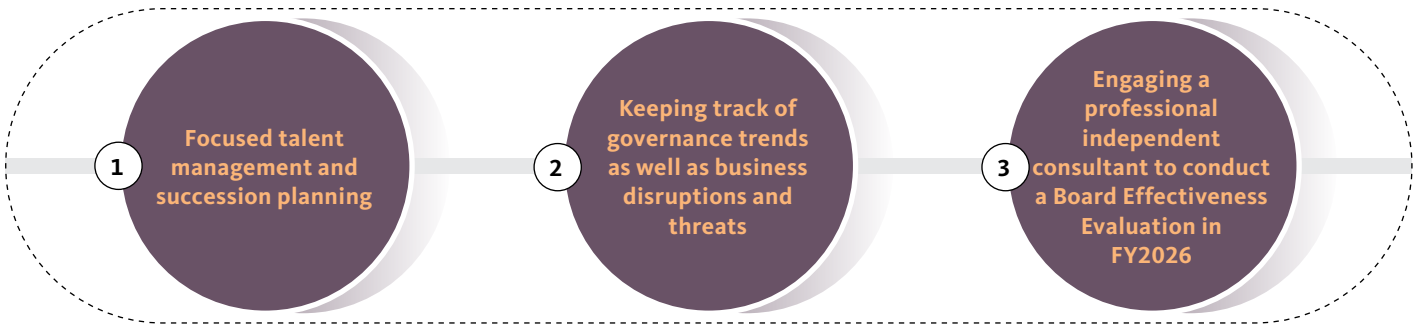 1
Focused talent
management and
succession planning
2
Keeping track of
governance trends
as well as business
disruptions and
threats
3
Engaging a
professional
independent
consultant to conduct
a Board Effectiveness
Evaluation in
FY2026